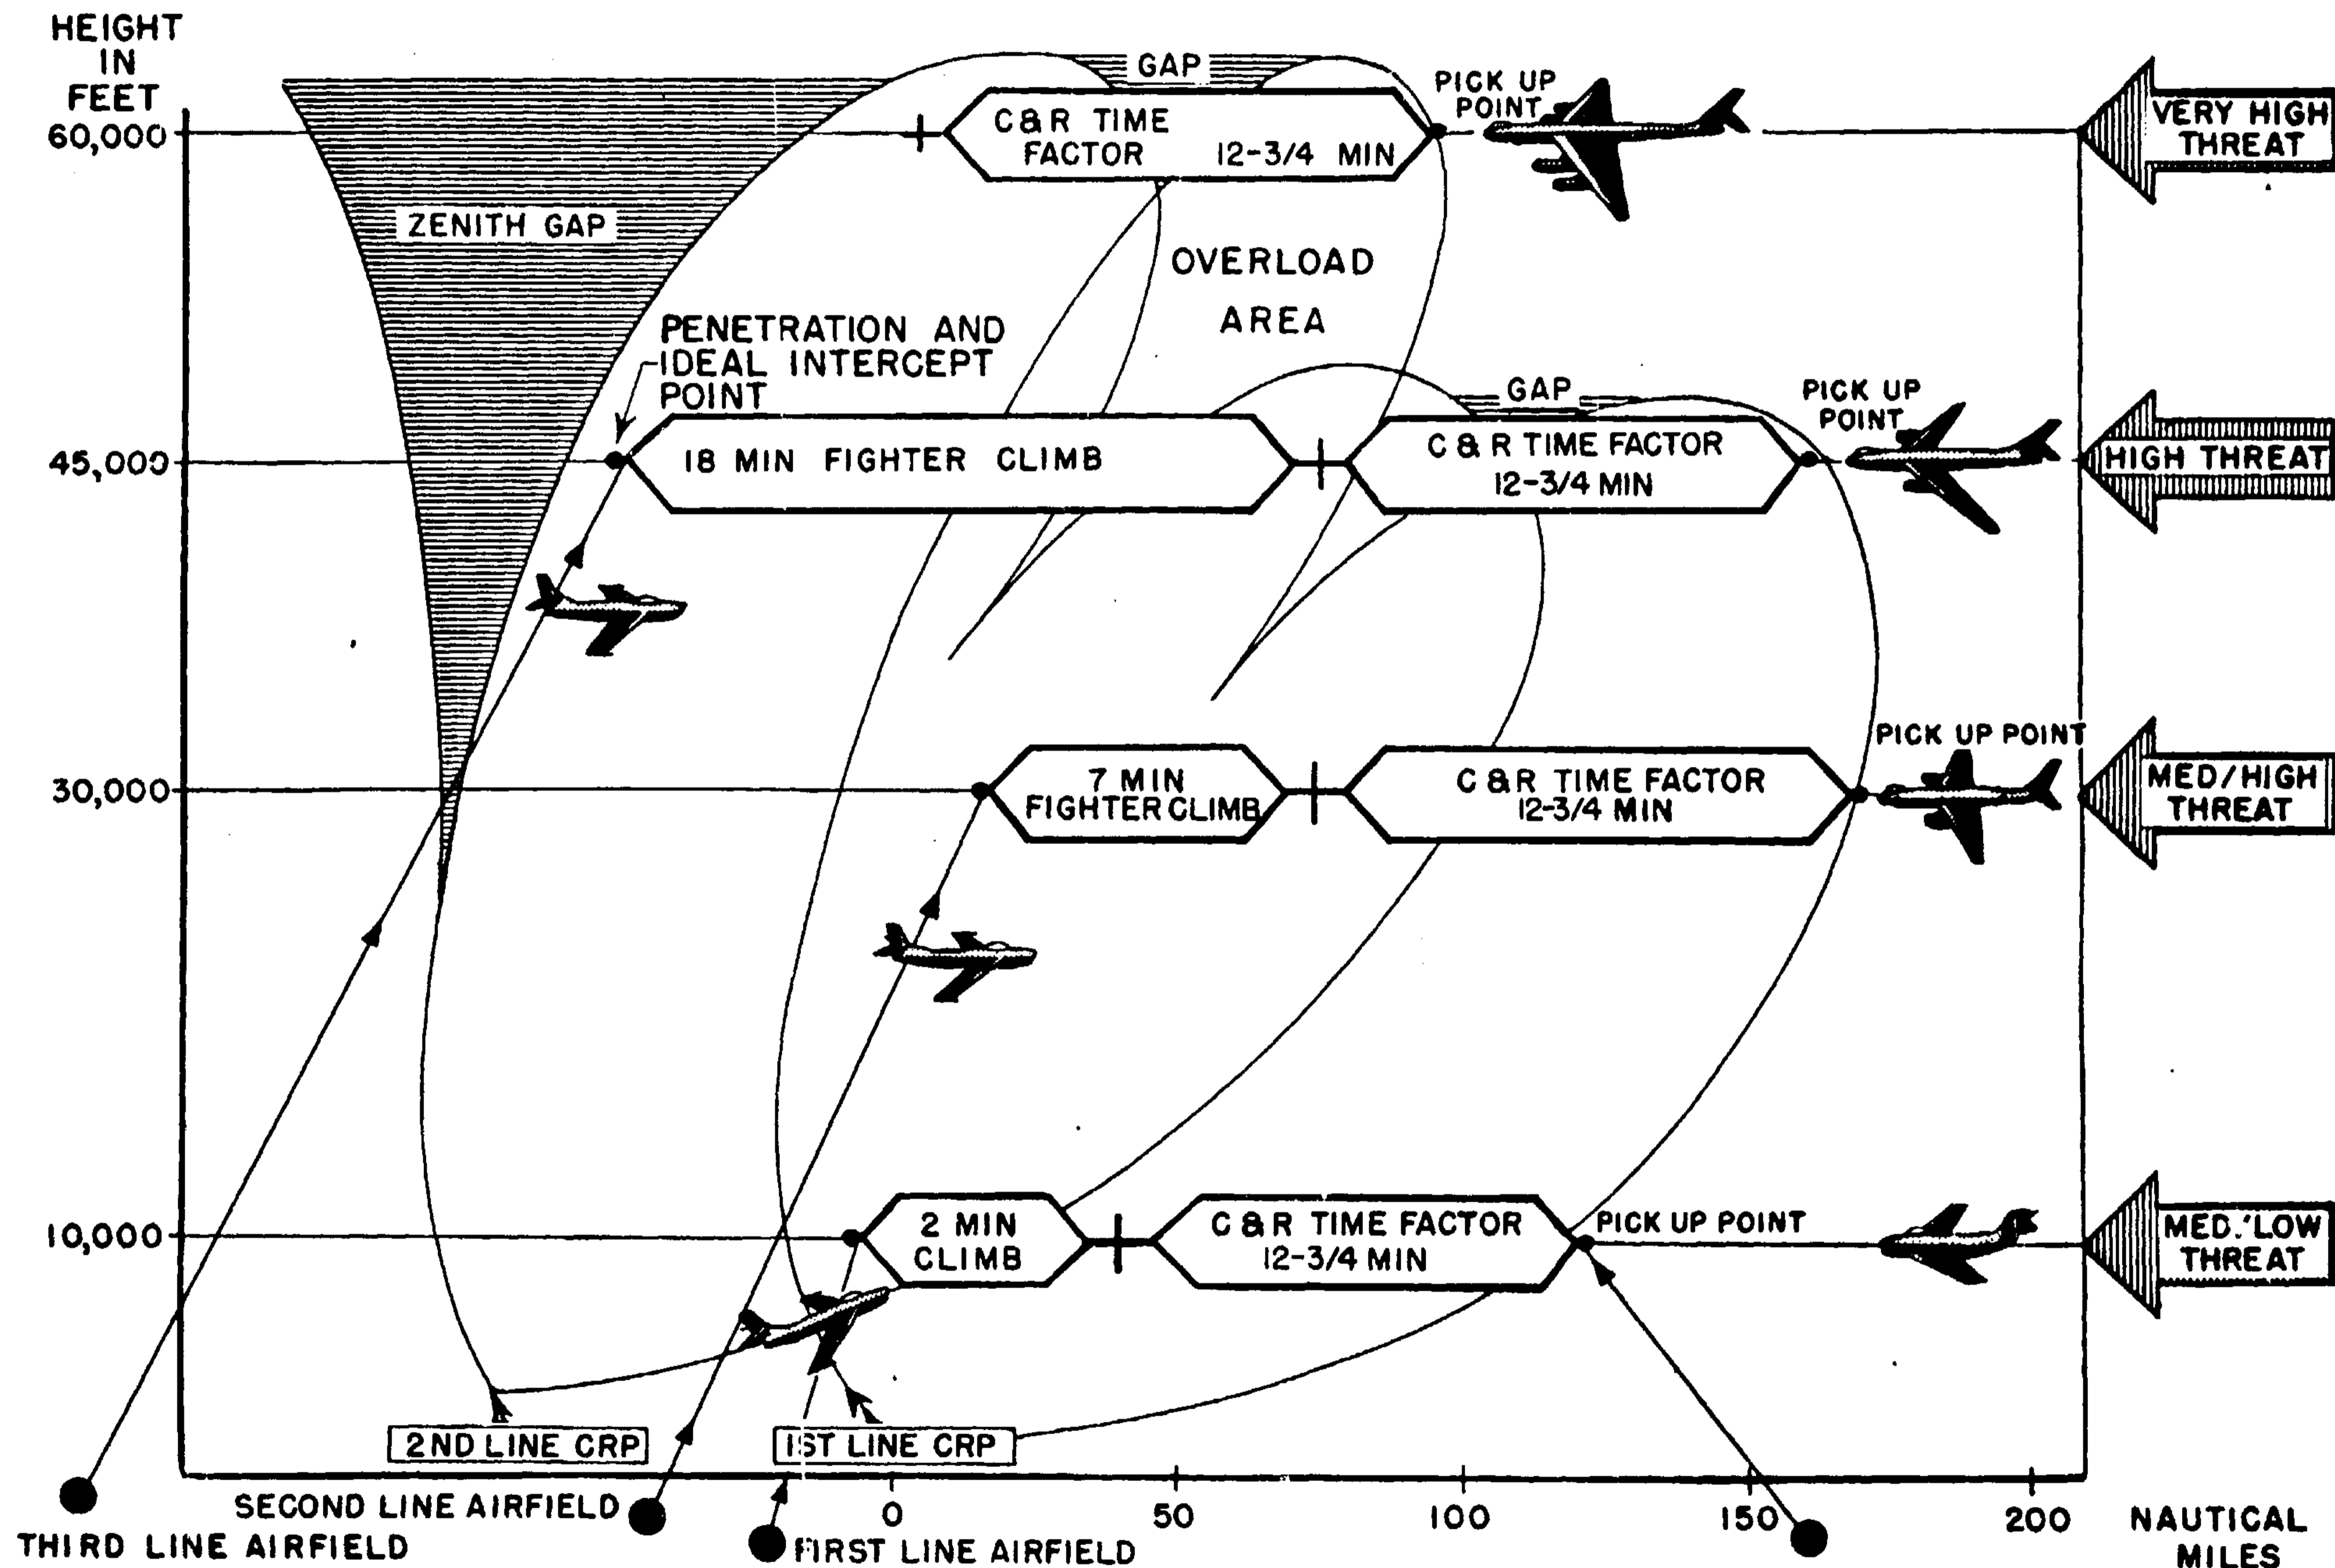 HEIGHT
IN
FEET
60,000
45,000
30,000
10,000
GAP
C&R TIME
FACTOR 12-3/4 MIN
PICK UP
POINT
VERY HIGH
THREAT
ZENITH GAP
OVERLOAD
AREA
PENETRATION AND
IDEAL INTERCEPT
POINT
18 MIN FIGHTER CLIMB
GAP
C & R TIME FACTOR
12-3/4 MIN
PICK UP
POINT
HIGH THREAT
7 MIN
FIGHTER CLIMB
C & R TIME FACTOR
12-3/4 MIN
PICK UP POINT
MED/HIGH
THREAT
2 MIN
CLIMB
C & R TIME FACTOR
12-3/4 MIN
PICK UP POINT
MED.'LOW
THREAT
2ND LINE CRP
1ST LINE CRP
SECOND LINE AIRFIELD
THIRD LINE AIRFIELD
FIRST LINE AIRFIELD
0
50
100
150
200
NAUTICAL
MILES